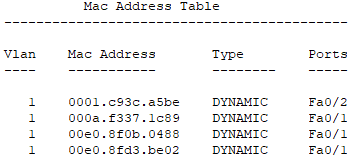 Mac Address Table
-------------------------------------------
Vlan    Mac Address       Type        Ports
----    -----------       --------    -----
1    0001.c93c.a5be    DYNAMIC     Fa0/2
1    000a.f337.1c89    DYNAMIC     Fa0/1
1    00e0.8f0b.0488    DYNAMIC     Fa0/1
1    00e0.8fd3.be02    DYNAMIC     Fa0/1